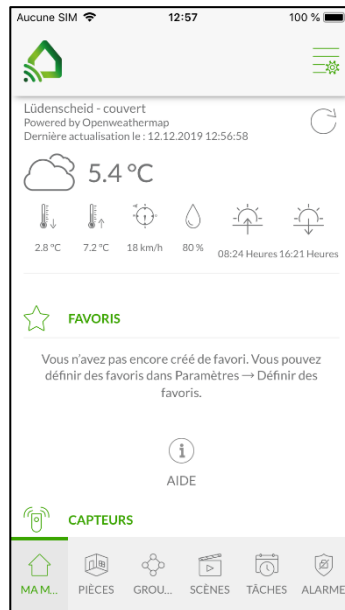 Aucune SIM 12:57 100 %
Lüdenscheid - couvert
Powered by Openweathermap
Dernière actualisation le : 12.12.2019 12:56:58
5.4 °C
2.8 °C 7.2 °C 18 km/h 80 % 08:24 Heures 16:21 Heures
FAVORIS
Vous n'avez pas encore créé de favori. Vous pouvez
définir des favoris dans Paramètres → Définir des
favoris.
AIDE
CAPTEURS
MA M... PIÈCES GROU... SCÈNES TÂCHES ALARME